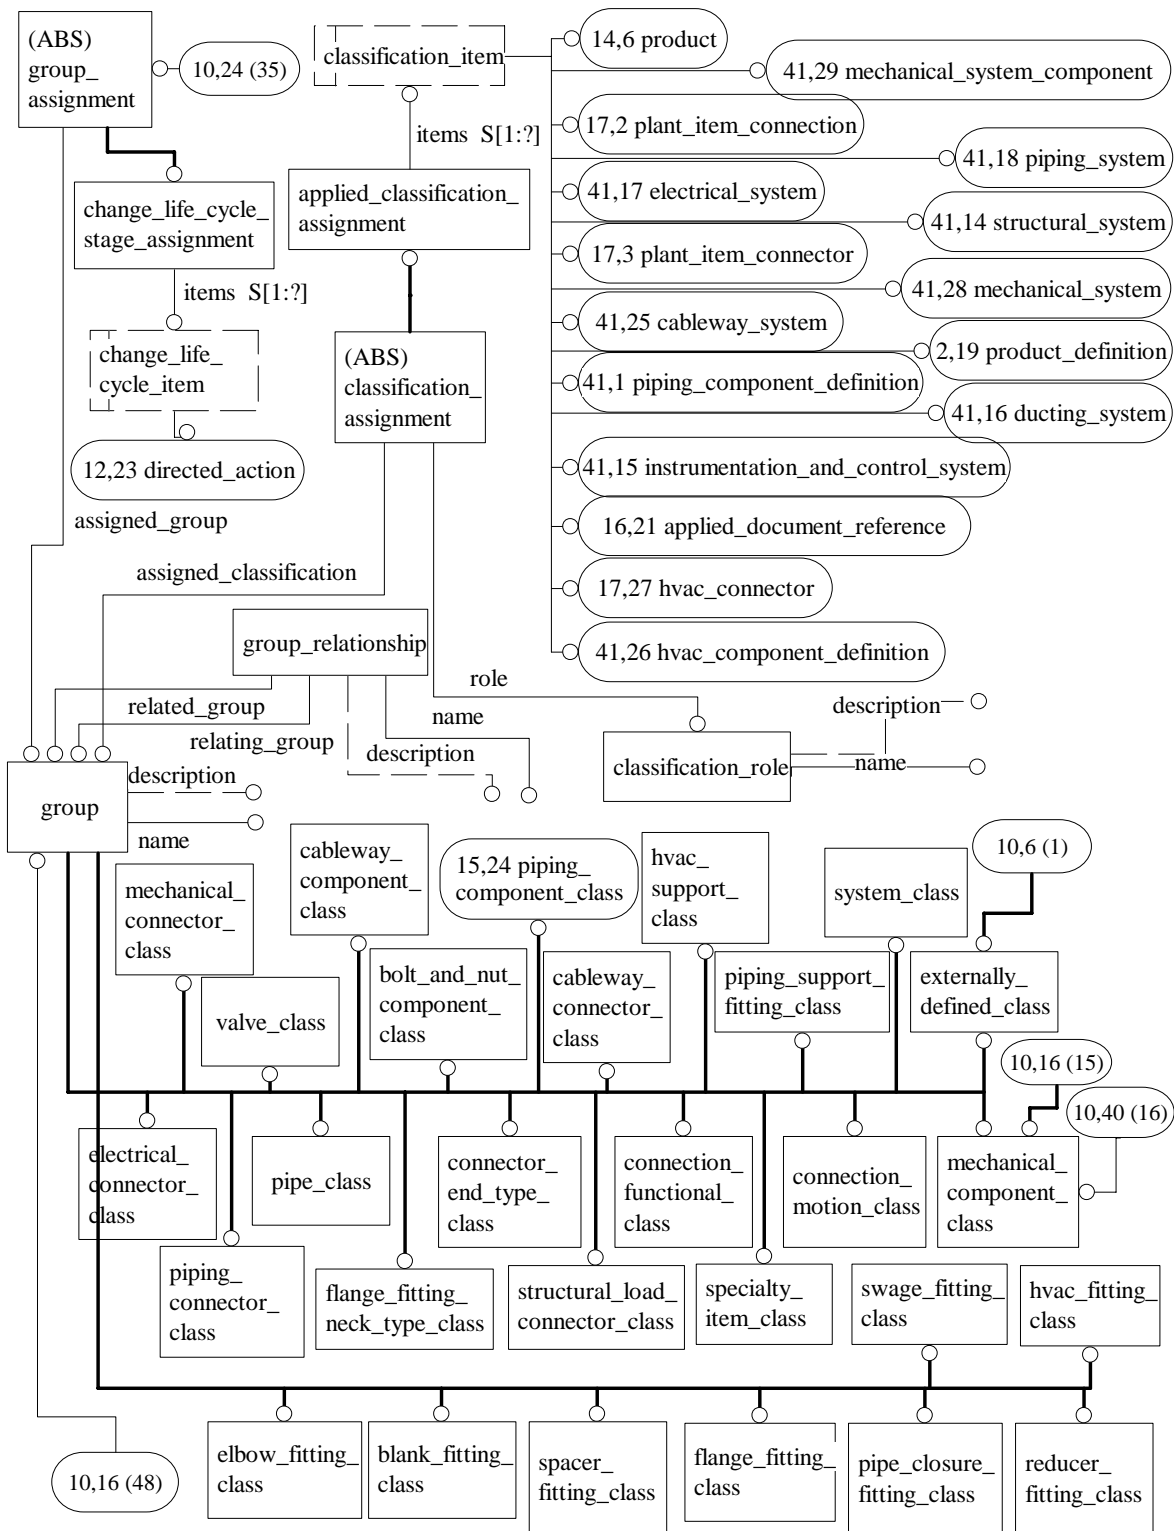 (ABS)
group_
assignment
10,24 (35)
classification_item
14,6 product
41,29 mechanical_system_component
items S[1:?]
17,2 plant_item_connection
41,18 piping_system
change_life_cycle_
stage_assignment
applied_classification_
assignment
41,17 electrical_system
41,14 structural_system
17,3 plant_item_connector
items S[1:?]
41,28 mechanical_system
change_life_
cycle_item
(ABS)
classification_
assignment
41,25 cableway_system
2,19 product_definition
41,1 piping_component_definition
41,16 ducting_system
12,23 directed_action
41,15 instrumentation_and_control_system
assigned_group
16,21 applied_document_reference
assigned_classification
17,27 hvac_connector
group_relationship
41,26 hvac_component_definition
role
related_group
name
description
relating_group
description
classification_role
name
description
group
name
cableway_
component_
class
15,24 piping_
component_class
hvac_
support_
class
system_class
10,6 (1)
mechanical_
connector_
class
valve_class
bolt_and_nut_
component_
class
cableway_
connector_
class
piping_support_
fitting_class
externally_
defined_class
10,16 (15)
10,40 (16)
electrical_
connector_
class
pipe_class
connector_
end_type_
class
connection_
functional_
class
connection_
motion_class
mechanical_
component_
class
piping_
connector_
class
flange_fitting_
neck_type_class
structural_load_
connector_class
specialty_
item_class
swage_fitting_
class
hvac_fitting_
class
10,16 (48)
elbow_fitting_
class
blank_fitting_
class
spacer_
fitting_class
flange_fitting_
class
pipe_closure_
fitting_class
reducer_
fitting_class